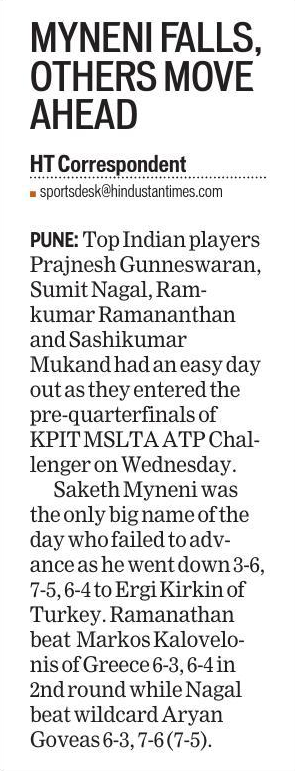 MYNENI FALLS,
OTHERS MOVE
AHEAD
HT Correspondent
sportsdesk@hindustantimes.com
PUNE: Top Indian players
Prajnesh Gunneswaran,
Sumit Nagal, Ram-
kumar Ramananthan
and Sashikumar
Mukand had an easy day
out as they entered the
pre-quarterfinals of
KPIT MSLTA ATP Chal-
lenger on Wednesday.
Saketh Myneni was
the only big name of the
day who failed to adv-
ance as he went down 3-6,
7-5, 6-4 to Ergi Kirkin of
Turkey. Ramanathan
beat Markos Kalovelo-
nis of Greece 6-3, 6-4 in
2nd round while Nagal
beat wildcard Aryan
Goveas 6-3, 7-6 (7-5).